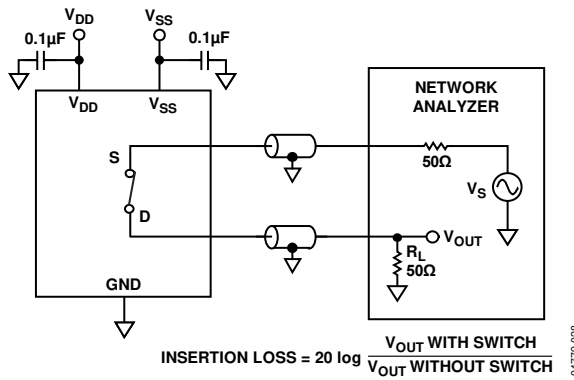 VDD
VSS
0.1µF
0.1µF
VDD
VSS
NETWORK
ANALYZER
S
50Ω
VS
D
VOUT
RL
50Ω
GND
INSERTION LOSS = 20 log VOUT WITH SWITCH
VOUT WITHOUT SWITCH